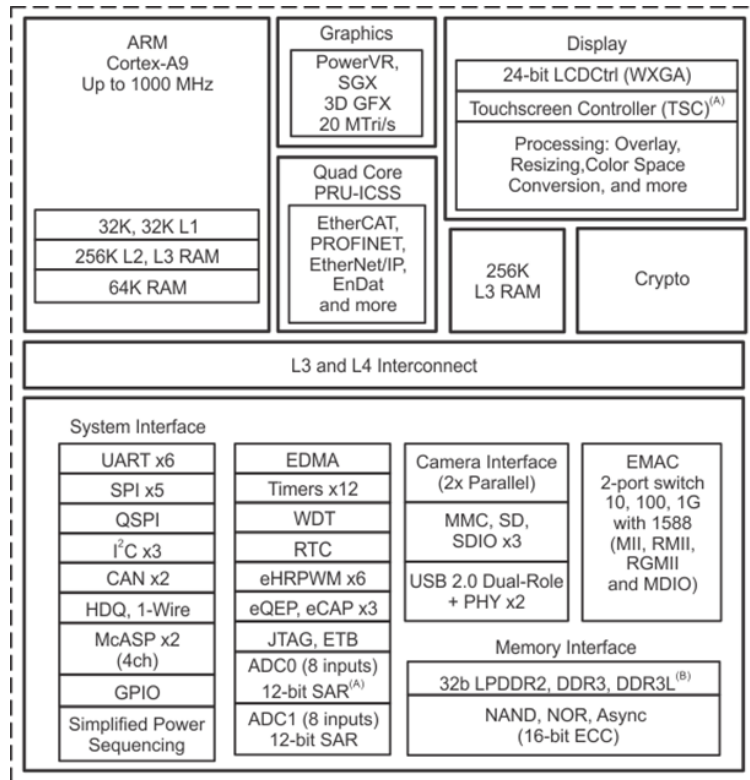 ARM
Cortex-A9
Up to 1000 MHz
32K, 32K L1
256K L2, L3 RAM
64K RAM
Graphics
PowerVR,
SGX
3D GFX
20 MTri/s
Quad Core
PRU-ICSS
EtherCAT,
PROFINET,
EtherNet/IP,
EnDat
and more
Display
24-bit LCDCtrl (WXGA)
Touchscreen Controller (TSC)(A)
Processing: Overlay,
Resizing,Color Space
Conversion, and more
256K
L3 RAM
Crypto
L3 and L4 Interconnect
System Interface
UART x6
SPI x5
QSPI
I²C x3
CAN x2
HDQ, 1-Wire
McASP x2
(4ch)
GPIO
Simplified Power
Sequencing
EDMA
Timers x12
WDT
RTC
eHRPWM x6
eQEP, eCAP x3
JTAG, ETB
ADC0 (8 inputs)
12-bit SAR(A)
ADC1 (8 inputs)
12-bit SAR
Camera Interface
(2x Parallel)
MMC, SD,
SDIO x3
USB 2.0 Dual-Role
+ PHY x2
EMAC
2-port switch
10, 100, 1G
with 1588
(MII, RMII,
RGMII
and MDIO)
Memory Interface
32b LPDDR2, DDR3, DDR3L(B)
NAND, NOR, Async
(16-bit ECC)